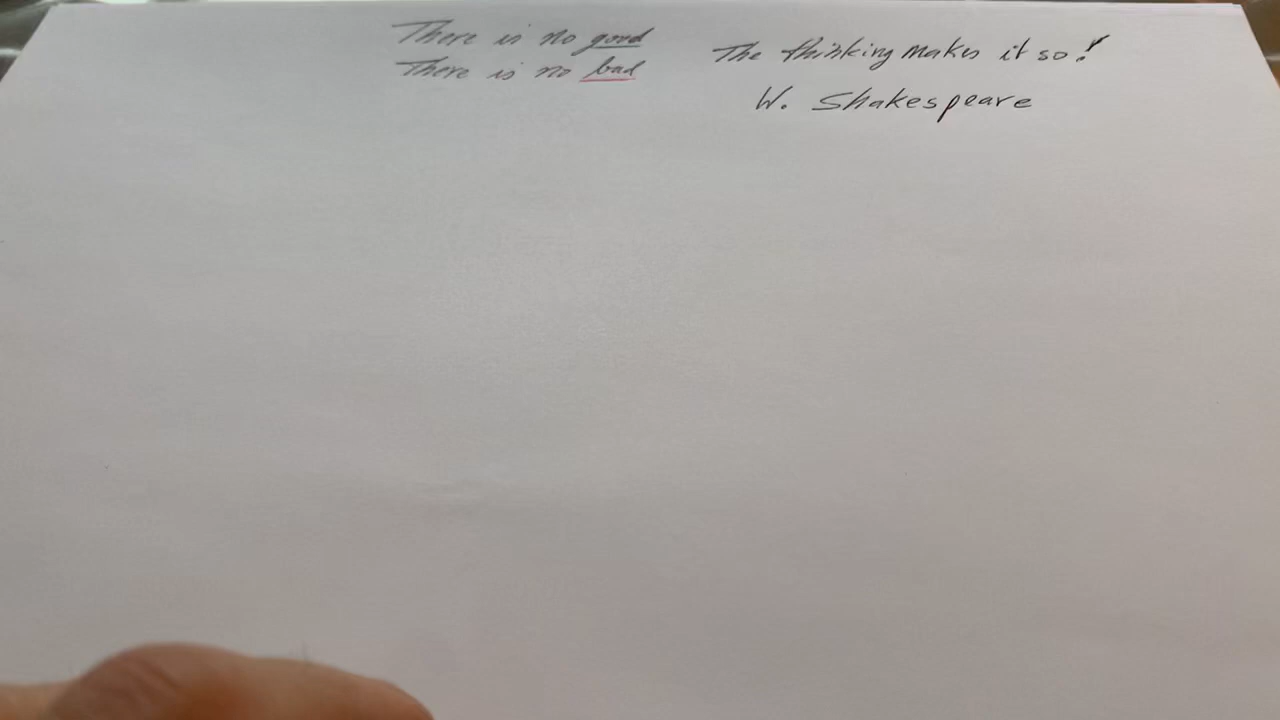 There is no good
There is no bad
The thinking makes it so!
W. Shakespeare